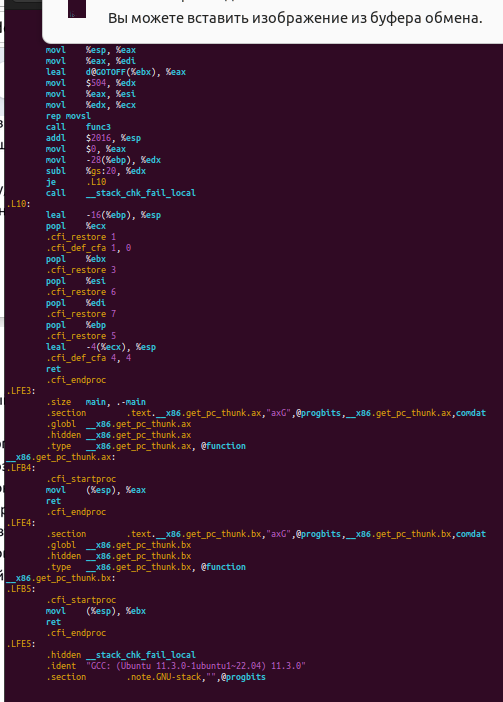 Вы можете вставить изображение из буфера обмена.
movl %esp, %eax
movl %eax, %edi
leal d@GOTOFF(%ebx), %eax
movl $504, %edx
movl %eax, %esi
movl %edx, %ecx
rep movsl
call func3
addl $2016, %esp
movl $0, %eax
movl -28(%ebp), %edx
subl %gs:20, %edx
je .L10
call __stack_chk_fail_local
.L10:
leal -16(%ebp), %esp
popl %ecx
.cfi_restore 1
.cfi_def_cfa 1, 0
popl %ebx
.cfi_restore 3
popl %esi
.cfi_restore 6
popl %edi
.cfi_restore 7
popl %ebp
.cfi_restore 5
leal -4(%ecx), %esp
.cfi_def_cfa 4, 4
ret
.cfi_endproc
.LFE3:
.size main, .-main
.section .text.__x86.get_pc_thunk.ax,"axG",@progbits,__x86.get_pc_thunk.ax,comdat
.globl __x86.get_pc_thunk.ax
.hidden __x86.get_pc_thunk.ax
.type __x86.get_pc_thunk.ax, @function
__x86.get_pc_thunk.ax:
.LFB4:
.cfi_startproc
movl (%esp), %eax
ret
.cfi_endproc
.LFE4:
.section .text.__x86.get_pc_thunk.bx,"axG",@progbits,__x86.get_pc_thunk.bx,comdat
.globl __x86.get_pc_thunk.bx
.hidden __x86.get_pc_thunk.bx
.type __x86.get_pc_thunk.bx, @function
__x86.get_pc_thunk.bx:
.LFB5:
.cfi_startproc
movl (%esp), %ebx
ret
.cfi_endproc
.LFE5:
.hidden __stack_chk_fail_local
.ident "GCC: (Ubuntu 11.3.0-1ubuntu1~22.04) 11.3.0"
.section .note.GNU-stack,"",@progbits